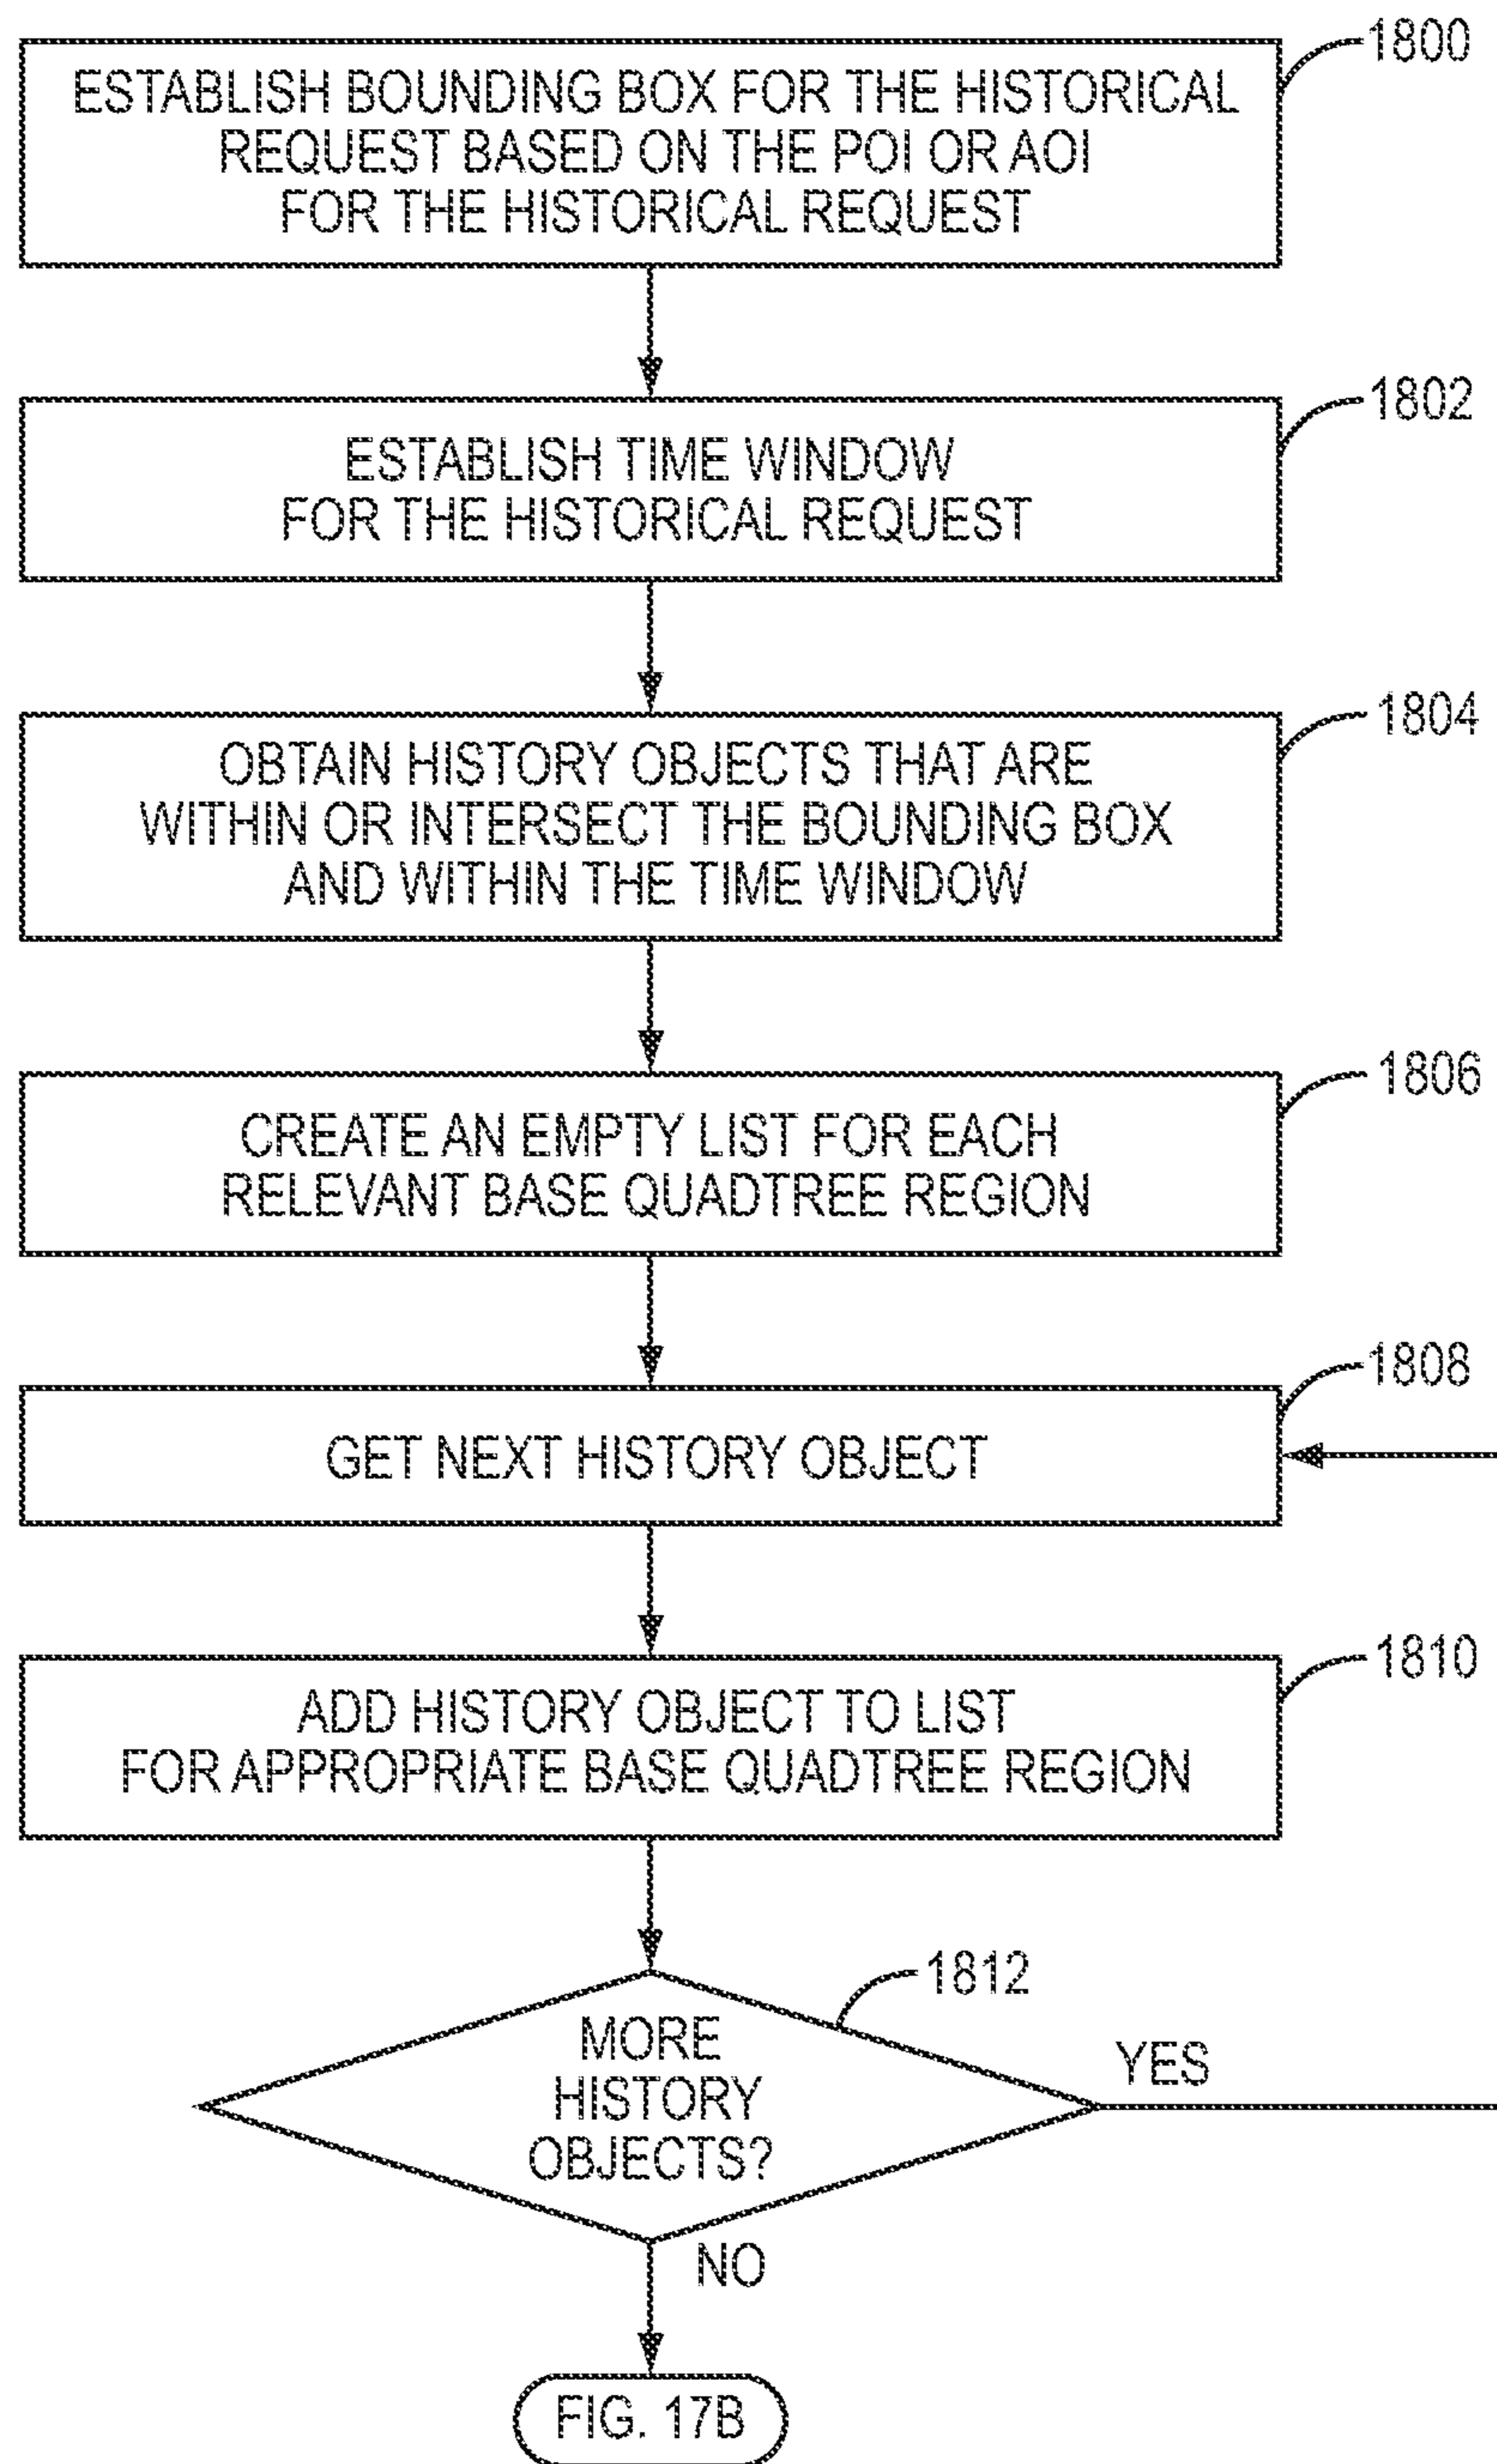 1800
ESTABLISH BOUNDING BOX FOR THE HISTORICAL
REQUEST BASED ON THE POI OR AOI
FOR THE HISTORICAL REQUEST
1802
ESTABLISH TIME WINDOW
FOR THE HISTORICAL REQUEST
1804
OBTAIN HISTORY OBJECTS THAT ARE
WITHIN OR INTERSECT THE BOUNDING BOX
AND WITHIN THE TIME WINDOW
1806
CREATE AN EMPTY LIST FOR EACH
RELEVANT BASE QUADTREE REGION
1808
GET NEXT HISTORY OBJECT
1810
ADD HISTORY OBJECT TO LIST
FOR APPROPRIATE BASE QUADTREE REGION
1812
MORE
HISTORY
OBJECTS?
YES
NO
FIG. 17B